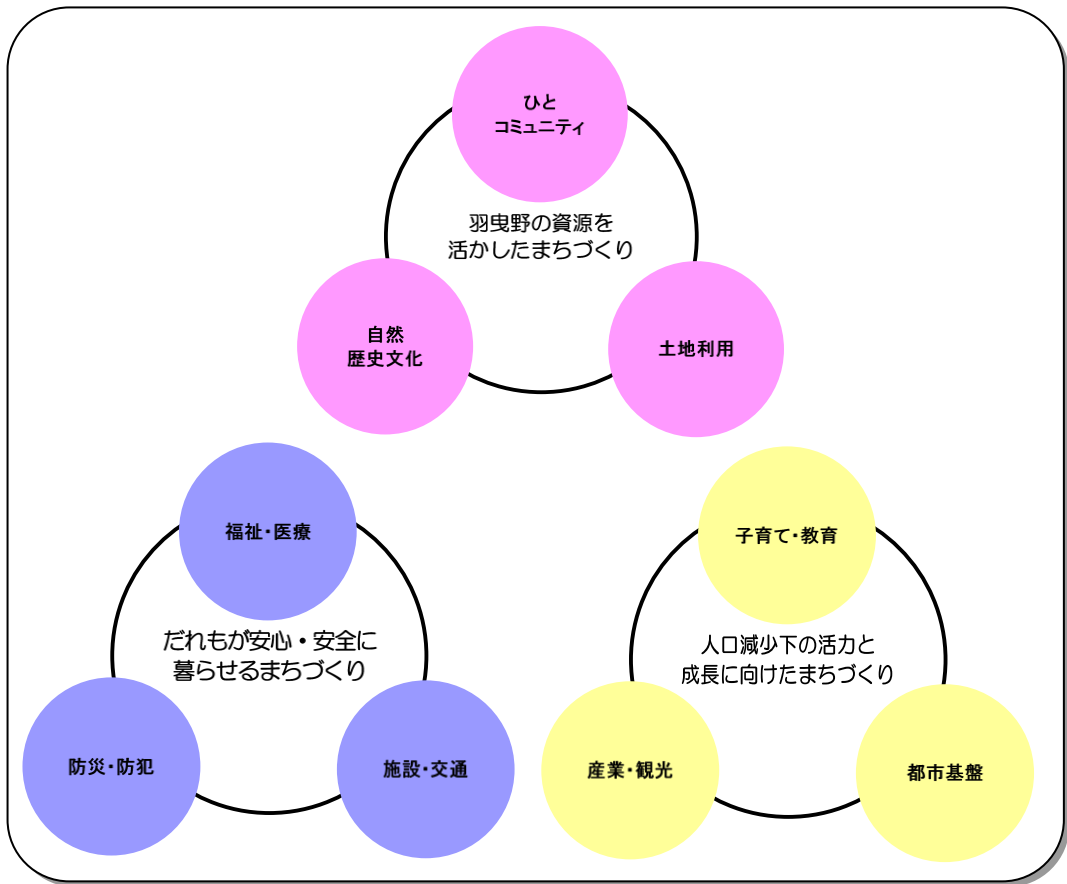 ひと
コミュニティ
羽曳野の資源を
活かしたまちづくり
自然
歴史文化
土地利用
福祉・医療
だれもが安心・安全に
暮らせるまちづくり
防災・防犯
施設・交通
子育て・教育
人口減少下の活力と
成長に向けたまちづくり
産業・観光
都市基盤